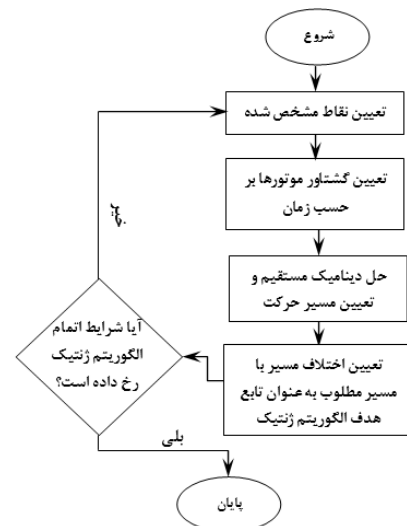 شروع
تعیین نقاط مشخص شده
تعیین گشتاور موتورها بر
حسب زمان
حل دینامیک مستقیم و
تعیین مسیر حرکت
تعیین اختلاف مسیر با
مسیر مطلوب به عنوان تابع
هدف الگوریتم ژنتیک
آیا شرایط اتمام
الگوریتم ژنتیک
رخ داده است؟
خیر
بلی
پایان